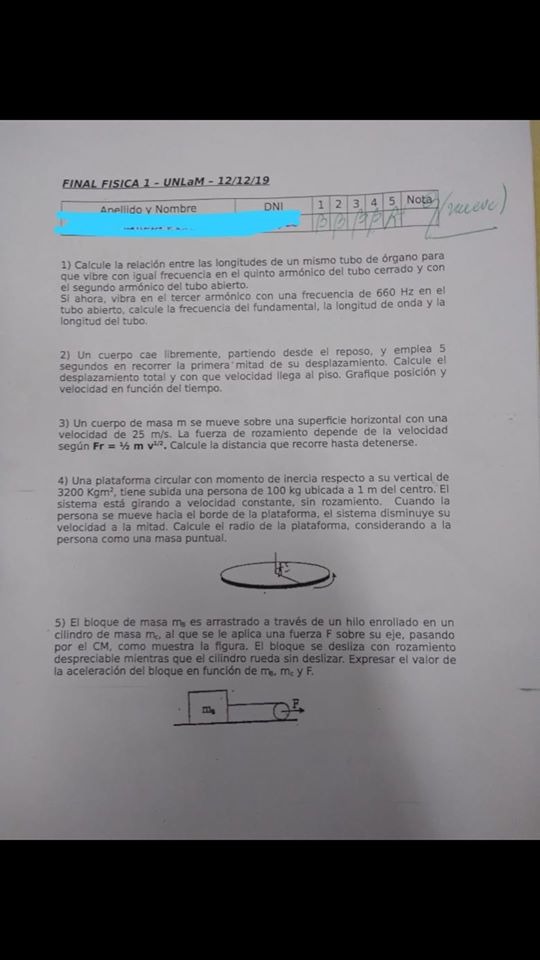 FINAL FISICA 1 – UNLaM – 12/12/19
Apellido y Nombre DNI 1 2 3 4 5 Nota
B B B B (nueve)
1) Calcule la relación entre las longitudes de un mismo tubo de órgano para
que vibre con igual frecuencia en el quinto armónico del tubo cerrado y con
el segundo armónico del tubo abierto.
Si ahora, vibra en el tercer armónico con una frecuencia de 660 Hz en el
tubo abierto, calcule la frecuencia del fundamental, la longitud de onda y la
longitud del tubo.
2) Un cuerpo cae libremente, partiendo desde el reposo, y emplea 5
segundos en recorrer la primera mitad de su desplazamiento. Calcule el
desplazamiento total y con que velocidad llega al piso. Grafique posición y
velocidad en función del tiempo.
3) Un cuerpo de masa m se mueve sobre una superficie horizontal con una
velocidad de 25 m/s. La fuerza de rozamiento depende de la velocidad
según Fr = ½ m v¹ᐟ². Calcule la distancia que recorre hasta detenerse.
4) Una plataforma circular con momento de inercia respecto a su vertical de
3200 Kgm², tiene subida una persona de 100 kg ubicada a 1 m del centro. El
sistema está girando a velocidad constante, sin rozamiento. Cuando la
persona se mueve hacia el borde de la plataforma, el sistema disminuye su
velocidad a la mitad. Calcule el radio de la plataforma, considerando a la
persona como una masa puntual.
5) El bloque de masa mB es arrastrado a través de un hilo enrollado en un
cilindro de masa mc, al que se le aplica una fuerza F sobre su eje, pasando
por el CM, como muestra la figura. El bloque se desliza con rozamiento
despreciable mientras que el cilindro rueda sin deslizar. Expresar el valor de
la aceleración del bloque en función de mB, mc y F.
mB F